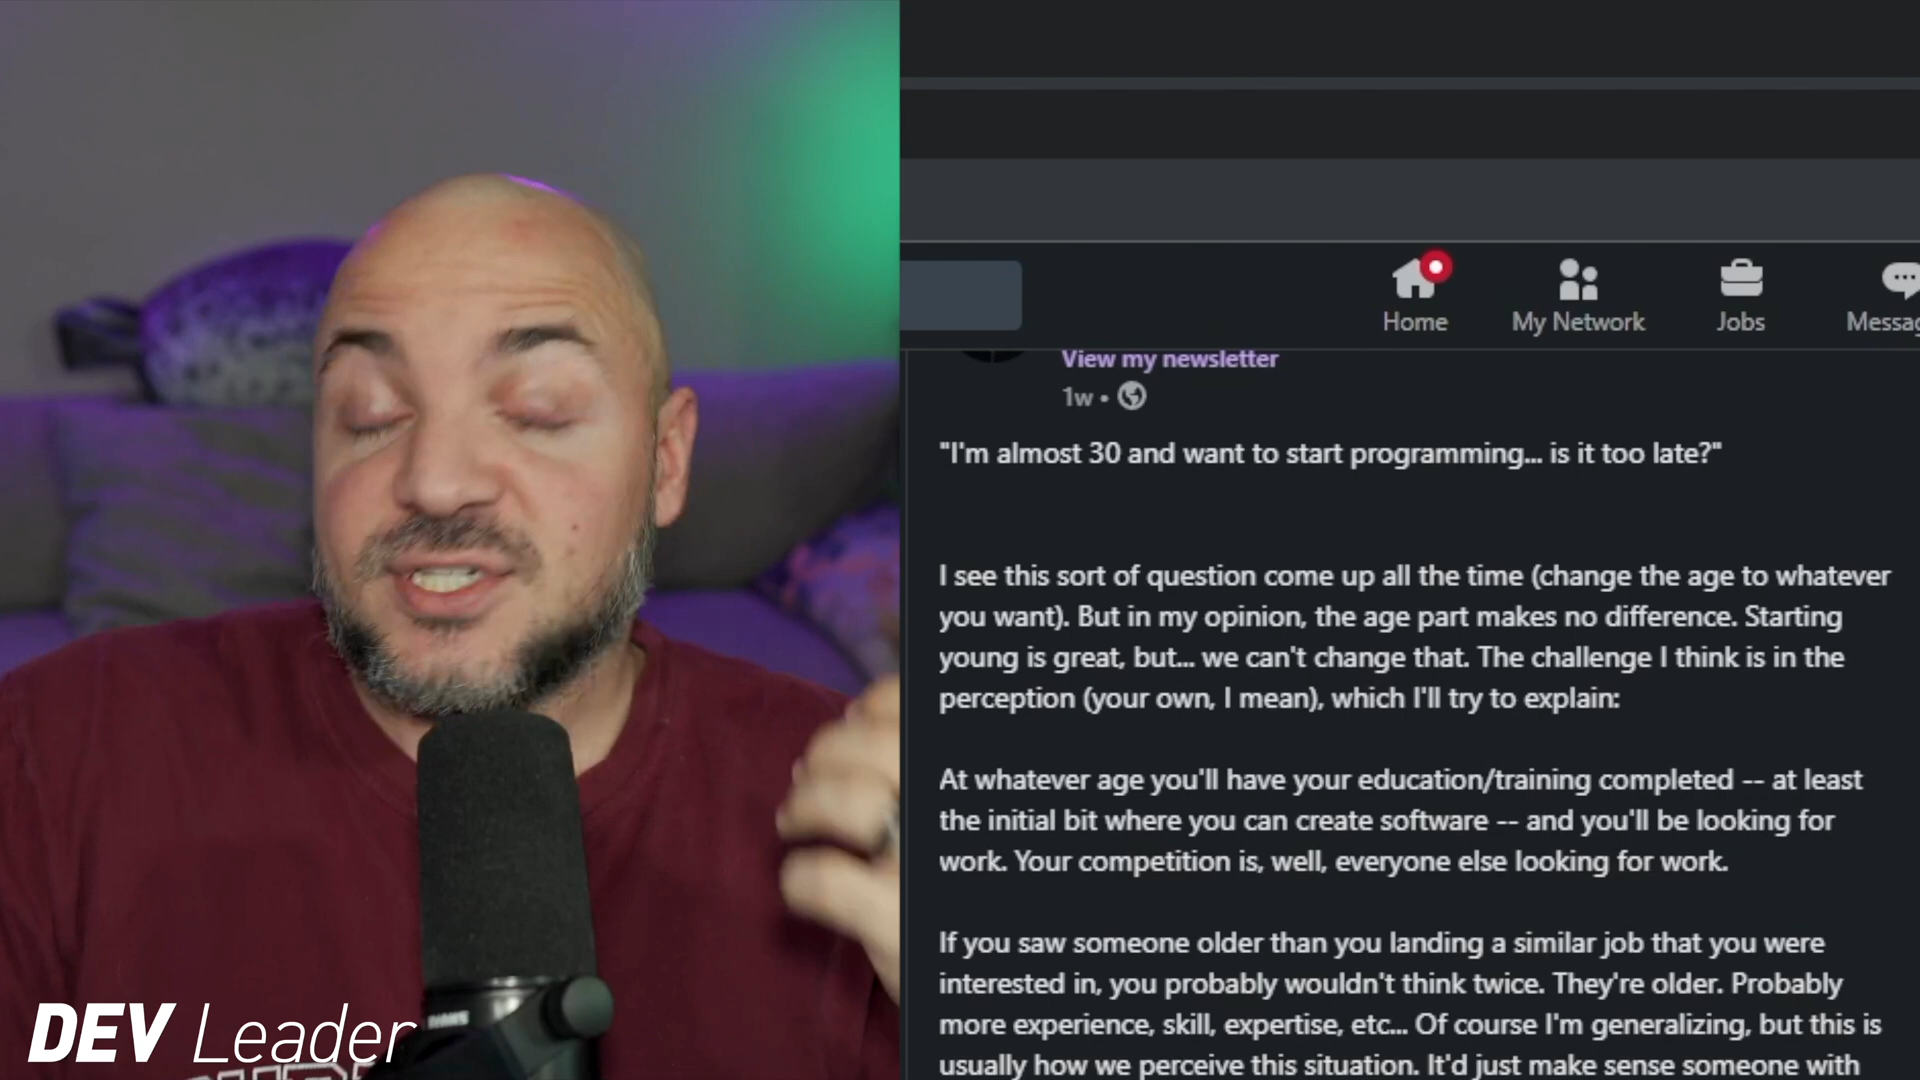 Home
My Network
Jobs
Messag
View my newsletter
1w •
"I'm almost 30 and want to start programming... is it too late?"
I see this sort of question come up all the time (change the age to whatever
you want). But in my opinion, the age part makes no difference. Starting
young is great, but... we can't change that. The challenge I think is in the
perception (your own, I mean), which I'll try to explain:
At whatever age you'll have your education/training completed -- at least
the initial bit where you can create software -- and you'll be looking for
work. Your competition is, well, everyone else looking for work.
If you saw someone older than you landing a similar job that you were
interested in, you probably wouldn't think twice. They're older. Probably
more experience, skill, expertise, etc... Of course I'm generalizing, but this is
usually how we perceive this situation. It'd just make sense someone with
DEV Leader